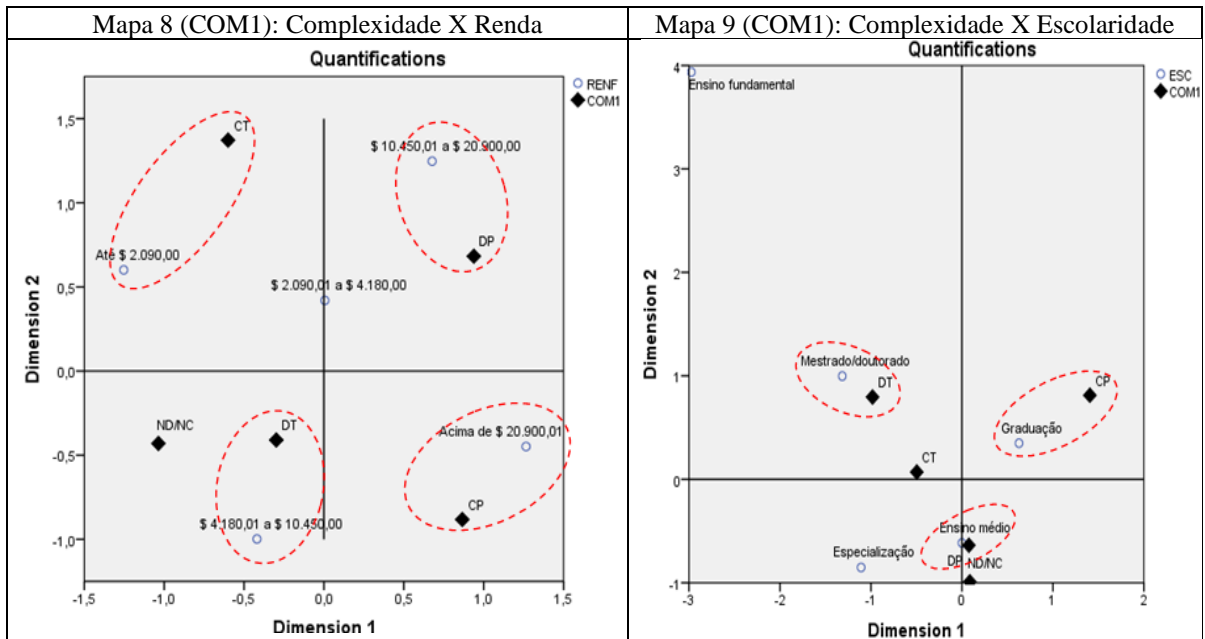 Mapa 8 (COM1): Complexidade X Renda
Quantifications
RENF
COM1
1,5
1,0
0,5
0,0
-0,5
-1,0
Dimension 2
CT
$ 10.450,01 a $ 20.900,00
DP
Até $ 2.090,00
$ 2.090,01 a $ 4.180,00
ND/NC
DT
Acima de $ 20.900,01
CP
$ 4.180,01 a $ 10.450,00
-1,5
-1,0
-0,5
0,0
0,5
1,0
1,5
Dimension 1
Mapa 9 (COM1): Complexidade X Escolaridade
Quantifications
ESC
COM1
4
3
2
1
0
-1
Dimension 2
Ensino fundamental
Mestrado/doutorado
DT
CP
Graduação
CT
Ensino médio
Especialização
DP
ND/NC
-3
-2
-1
0
1
2
Dimension 1